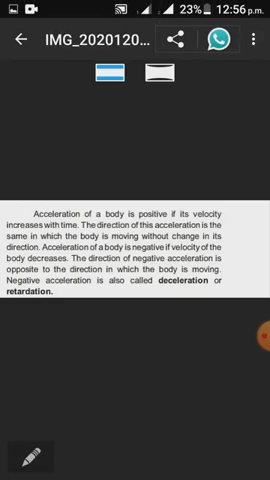 23% 12:56 p.m.
IMG_2020120...
Acceleration of a body is positive if its velocity
increases with time. The direction of this acceleration is the
same in which the body is moving without change in its
direction. Acceleration of a body is negative if velocity of the
body decreases. The direction of negative acceleration is
opposite to the direction in which the body is moving.
Negative acceleration is also called deceleration or
retardation.